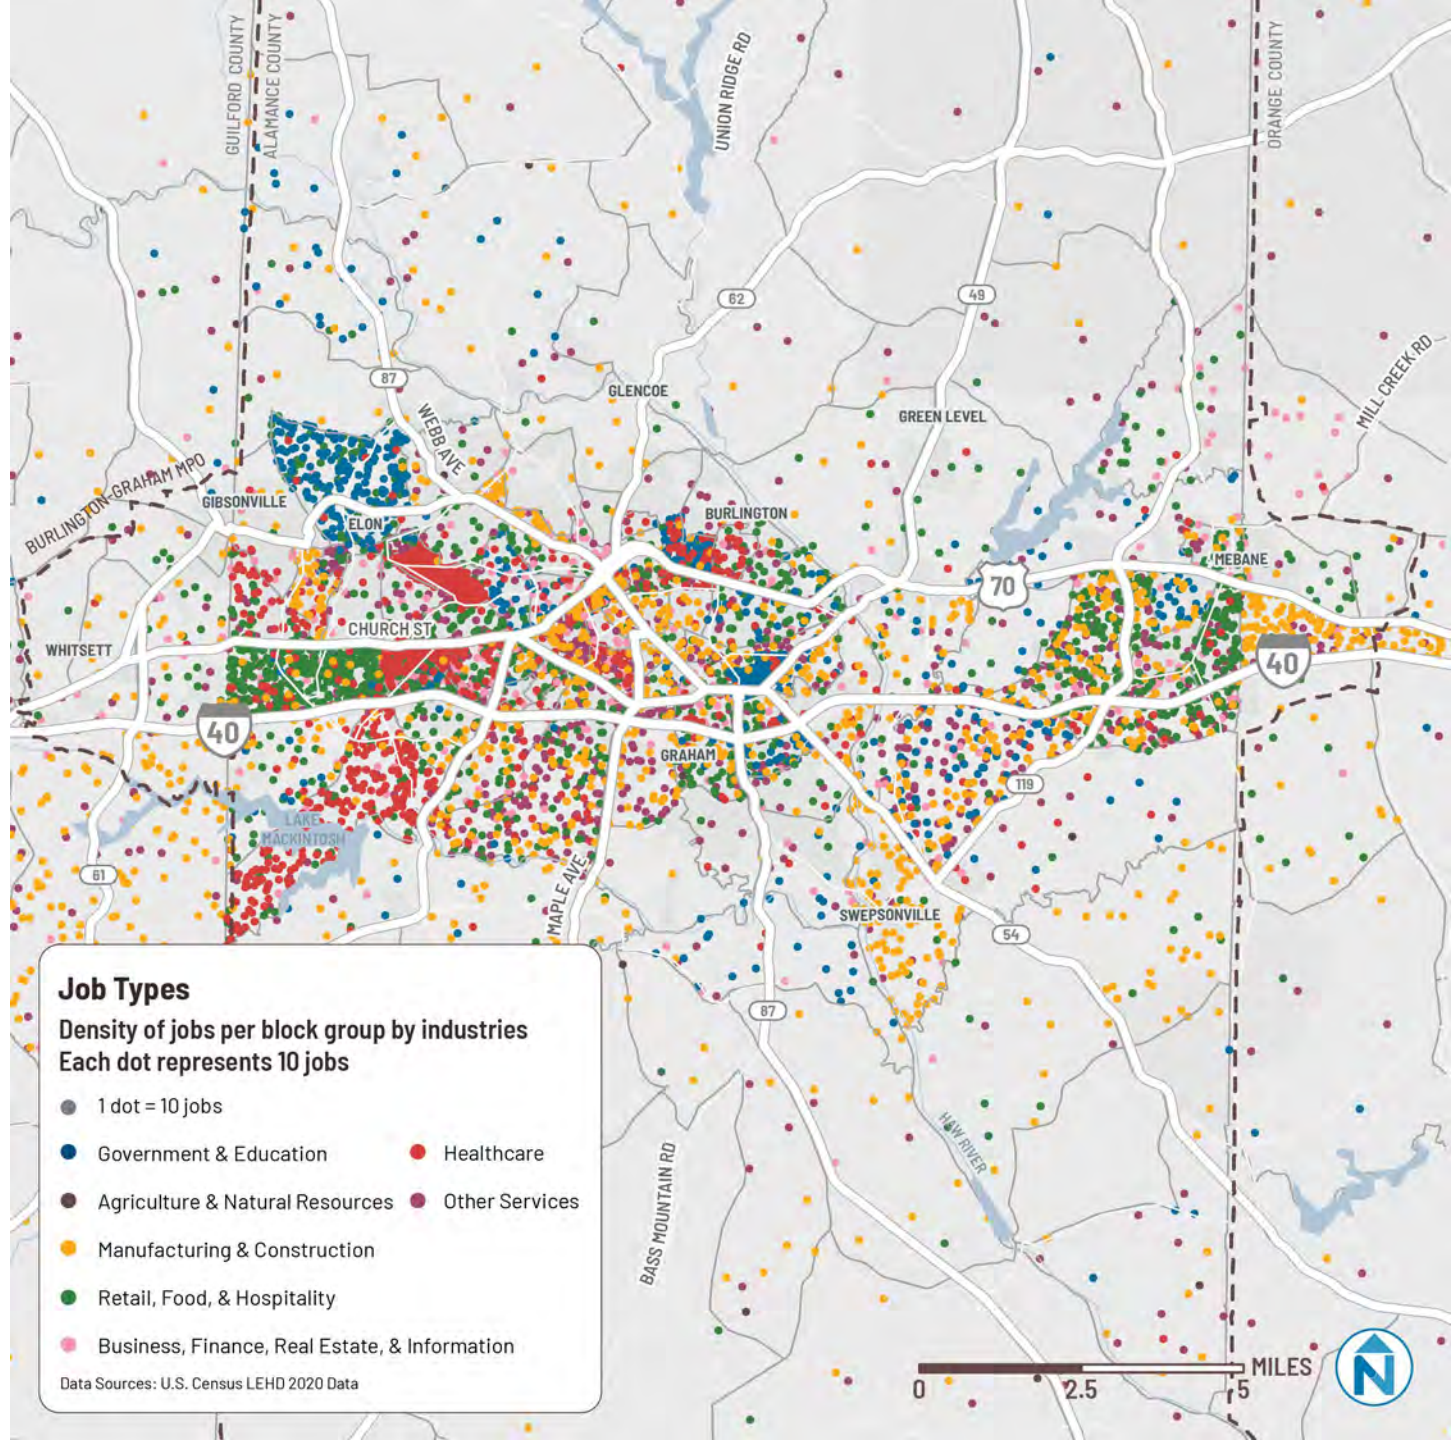 GUILFORD COUNTY
ALAMANCE COUNTY
UNION RIDGE RD
ORANGE COUNTY
62
49
87
MILL CREEK RD
GLENCOE
WEBB AVE
GREEN LEVEL
BURLINGTON-GRAHAM MPO
GIBSONVILLE
ELON
BURLINGTON
MEBANE
70
CHURCH ST
WHITSETT
40
40
GRAHAM
119
LAKE
MACKINTOSH
61
MAPLE AVE
SWEPSONVILLE
54
87
HAW RIVER
BASS MOUNTAIN RD
Job Types
Density of jobs per block group by industries
Each dot represents 10 jobs
1 dot = 10 jobs
Government & Education
Healthcare
Agriculture & Natural Resources
Other Services
Manufacturing & Construction
Retail, Food, & Hospitality
Business, Finance, Real Estate, & Information
Data Sources: U.S. Census LEHD 2020 Data
MILES
0 2.5 5
N